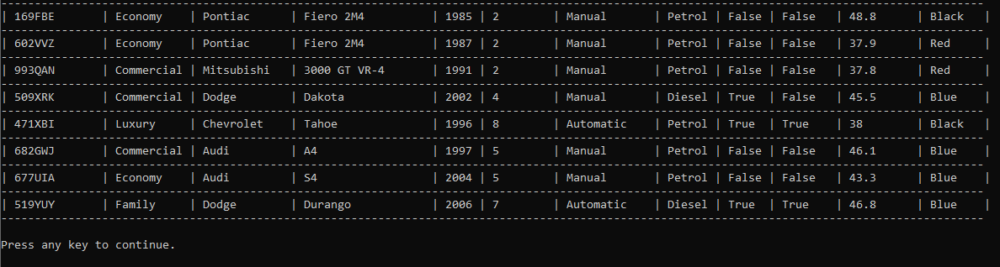 | 169FBE | Economy | Pontiac | Fiero 2M4 | 1985 | 2 | Manual | Petrol | False | False | 48.8 | Black |
| 602VVZ | Economy | Pontiac | Fiero 2M4 | 1987 | 2 | Manual | Petrol | False | False | 37.9 | Red |
| 993QAN | Commercial | Mitsubishi | 3000 GT VR-4 | 1991 | 2 | Manual | Petrol | False | False | 37.8 | Red |
| 509XRK | Commercial | Dodge | Dakota | 2002 | 4 | Manual | Diesel | True | False | 45.5 | Blue |
| 471XBI | Luxury | Chevrolet | Tahoe | 1996 | 8 | Automatic | Petrol | True | True | 38 | Black |
| 682GWJ | Commercial | Audi | A4 | 1997 | 5 | Manual | Petrol | False | False | 46.1 | Blue |
| 677UIA | Economy | Audi | S4 | 2004 | 5 | Manual | Petrol | False | False | 43.3 | Blue |
| 519YUY | Family | Dodge | Durango | 2006 | 7 | Automatic | Diesel | True | True | 46.8 | Blue |
Press any key to continue.